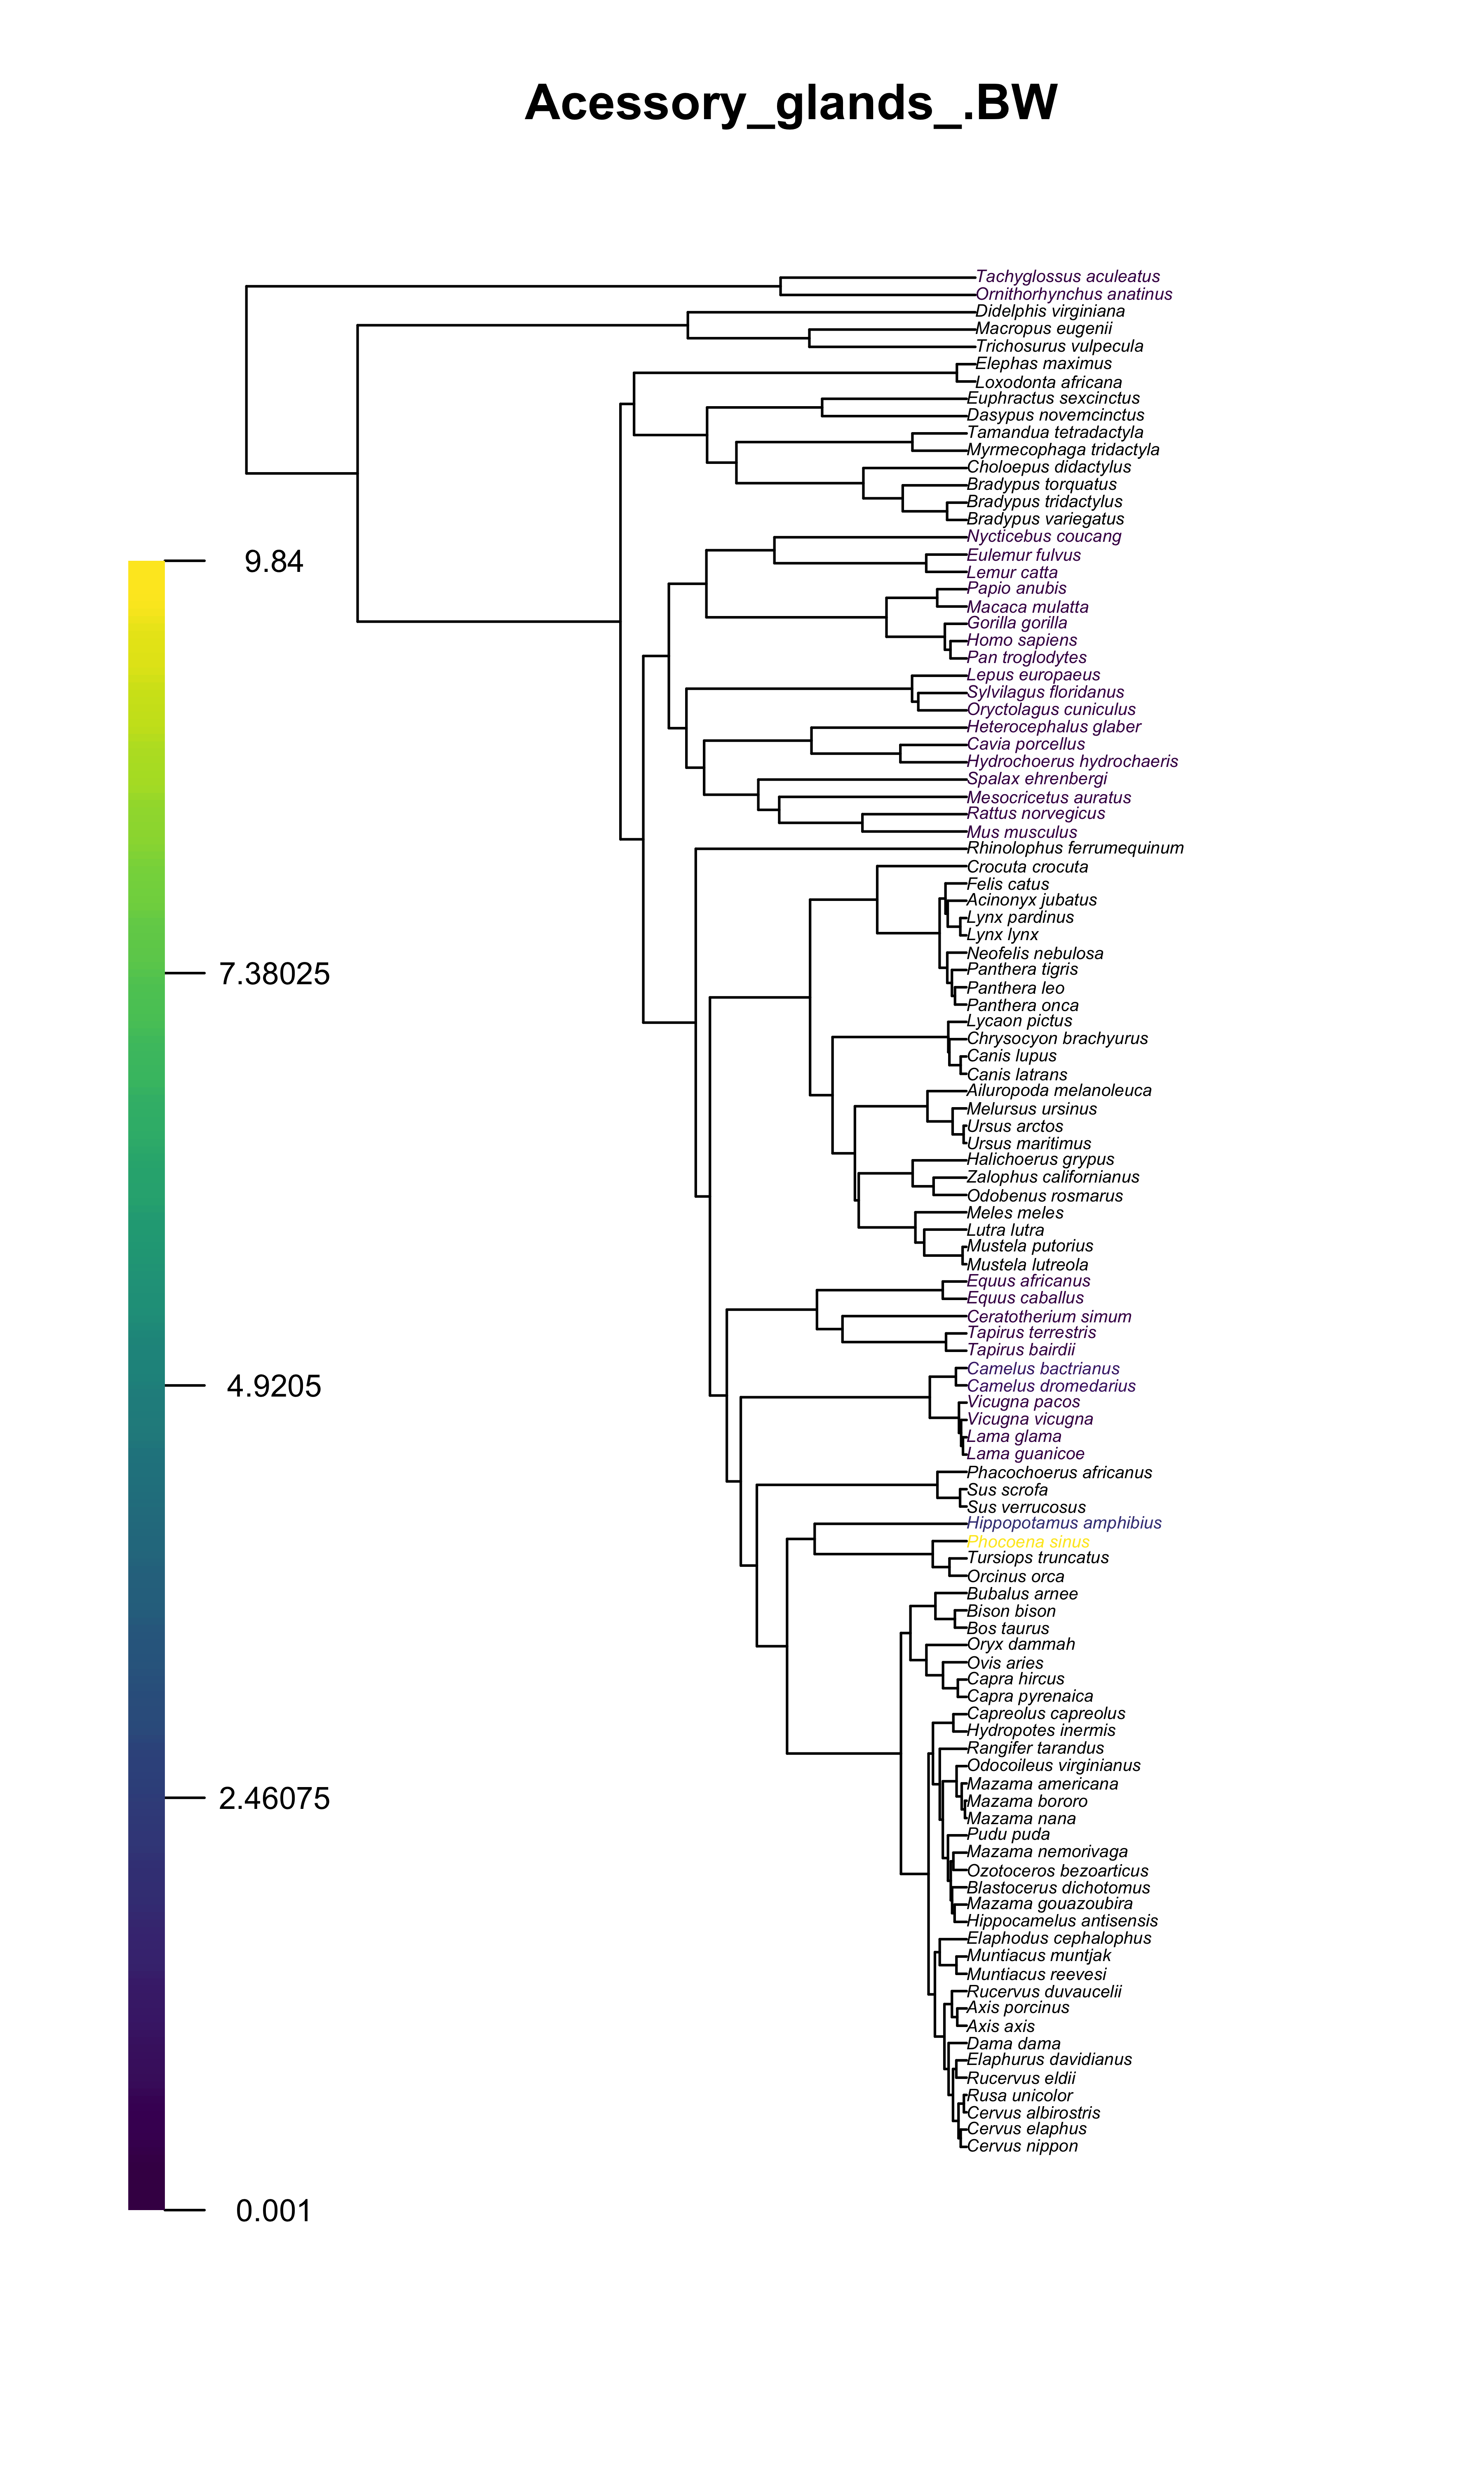 Acessory_glands_.BW
Tachyglossus aculeatus
Ornithorhynchus anatinus
Didelphis virginiana
Macropus eugenii
Trichosurus vulpecula
Elephas maximus
Loxodonta africana
Euphractus sexcinctus
Dasypus novemcinctus
Tamandua tetradactyla
Myrmecophaga tridactyla
Choloepus didactylus
Bradypus torquatus
Bradypus tridactylus
Bradypus variegatus
Nycticebus coucang
Eulemur fulvus
Lemur catta
Papio anubis
Macaca mulatta
Gorilla gorilla
Homo sapiens
Pan troglodytes
Lepus europaeus
Sylvilagus floridanus
Oryctolagus cuniculus
Heterocephalus glaber
Cavia porcellus
Hydrochoerus hydrochaeris
Spalax ehrenbergi
Mesocricetus auratus
Rattus norvegicus
Mus musculus
Rhinolophus ferrumequinum
Crocuta crocuta
Felis catus
Acinonyx jubatus
Lynx pardinus
Lynx lynx
Neofelis nebulosa
Panthera tigris
Panthera leo
Panthera onca
Lycaon pictus
Chrysocyon brachyurus
Canis lupus
Canis latrans
Ailuropoda melanoleuca
Melursus ursinus
Ursus arctos
Ursus maritimus
Halichoerus grypus
Zalophus californianus
Odobenus rosmarus
Meles meles
Lutra lutra
Mustela putorius
Mustela lutreola
Equus africanus
Equus caballus
Ceratotherium simum
Tapirus terrestris
Tapirus bairdii
Camelus bactrianus
Camelus dromedarius
Vicugna pacos
Vicugna vicugna
Lama glama
Lama guanicoe
Phacochoerus africanus
Sus scrofa
Sus verrucosus
Hippopotamus amphibius
Phocoena sinus
Tursiops truncatus
Orcinus orca
Bubalus arnee
Bison bison
Bos taurus
Oryx dammah
Ovis aries
Capra hircus
Capra pyrenaica
Capreolus capreolus
Hydropotes inermis
Rangifer tarandus
Odocoileus virginianus
Mazama americana
Mazama bororo
Mazama nana
Pudu puda
Mazama nemorivaga
Ozotoceros bezoarticus
Blastocerus dichotomus
Mazama gouazoubira
Hippocamelus antisensis
Elaphodus cephalophus
Muntiacus muntjak
Muntiacus reevesi
Rucervus duvaucelii
Axis porcinus
Axis axis
Dama dama
Elaphurus davidianus
Rucervus eldii
Rusa unicolor
Cervus albirostris
Cervus elaphus
Cervus nippon
9.84
7.38025
4.9205
2.46075
0.001